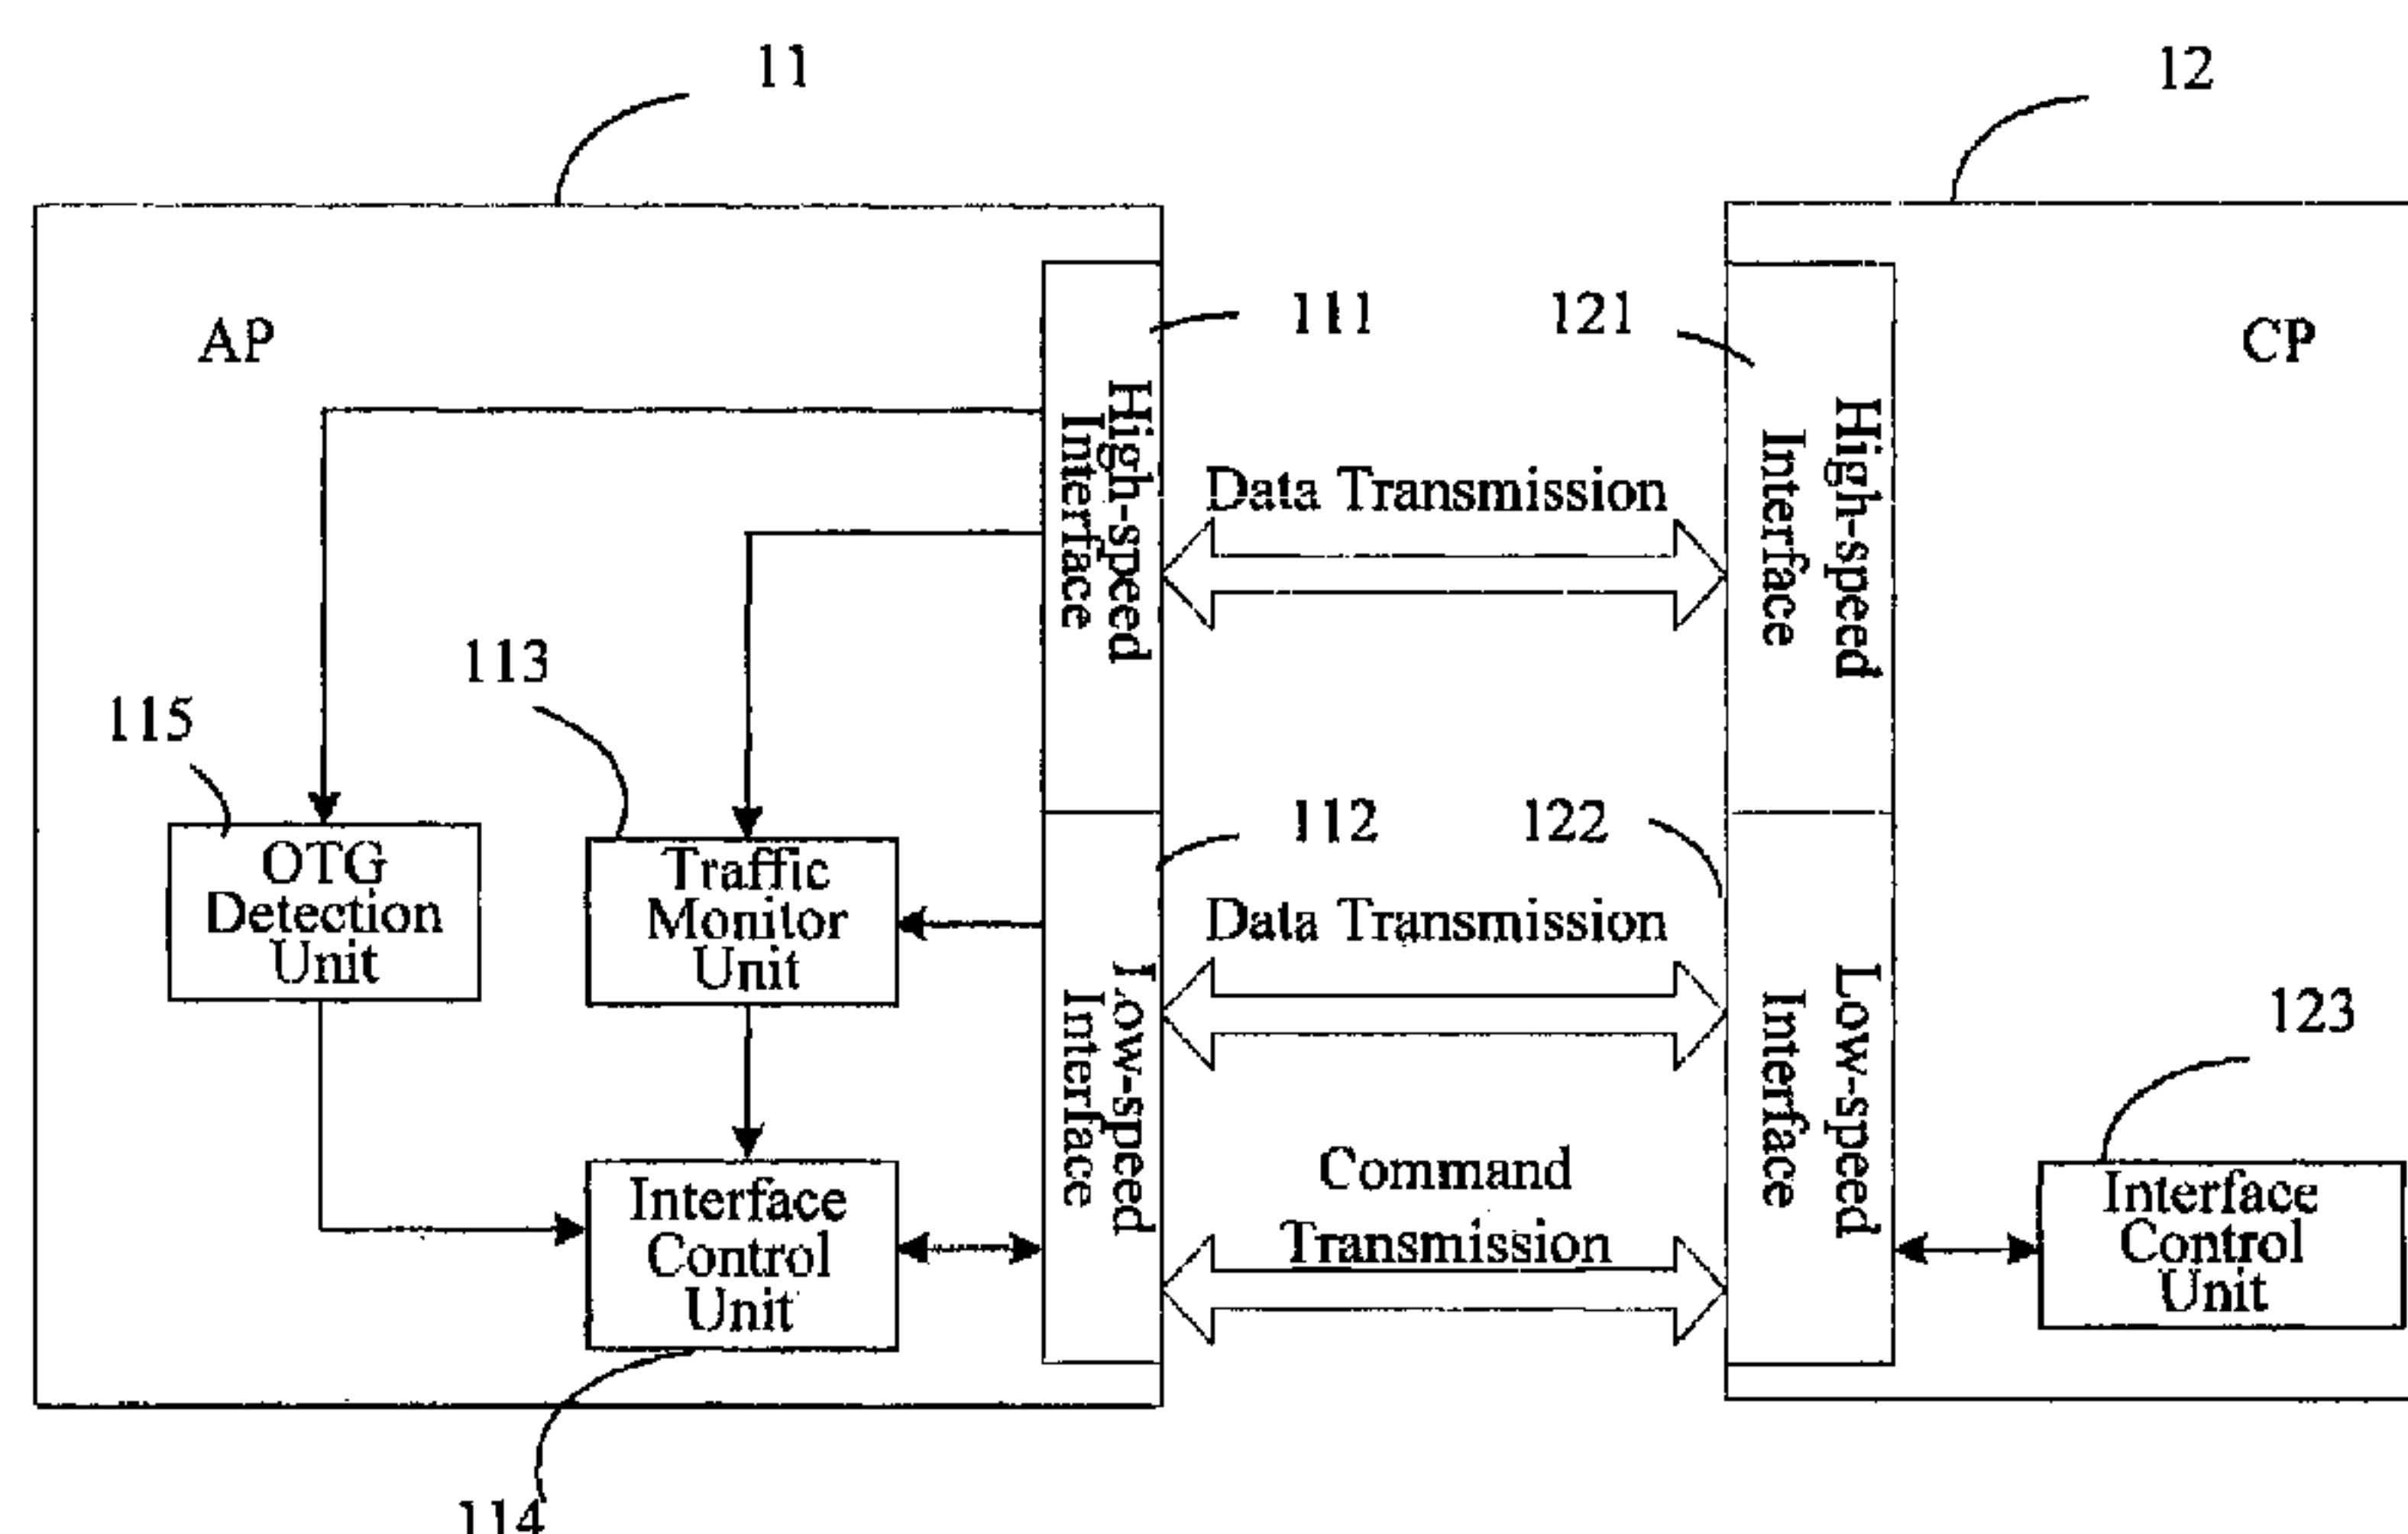 11
12
AP
CP
111
121
High-speed
Interface
High-speed
Interface
Data Transmission
113
115
OTG
Detection
Unit
Traffic
Monitor
Unit
112
122
Data Transmission
Low-speed
Interface
Low-speed
Interface
123
Command
Transmission
Interface
Control
Unit
Interface
Control
Unit
114